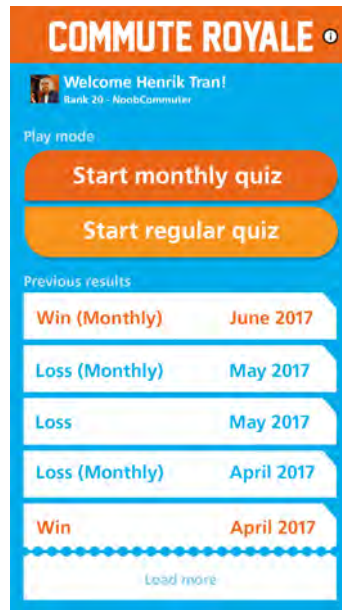 COMMUTE ROYALE
Welcome Henrik Tran!
Rank 20 - NoobCommuter
Play mode
Start monthly quiz
Start regular quiz
Previous results
Win (Monthly) June 2017
Loss (Monthly) May 2017
Loss May 2017
Loss (Monthly) April 2017
Win April 2017
Load more